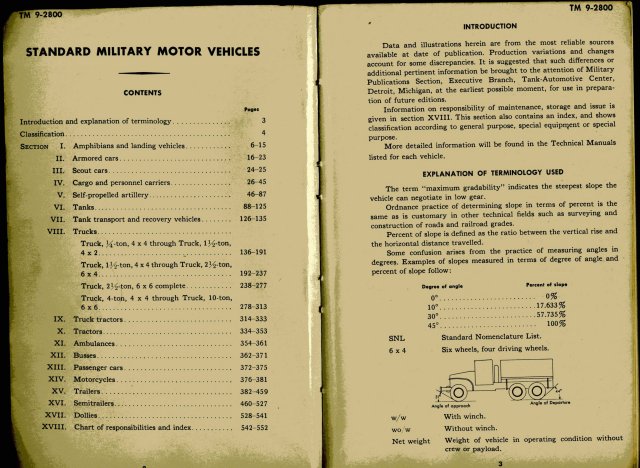 TM 9-2800
STANDARD MILITARY MOTOR VEHICLES
CONTENTS
Pages
Introduction and explanation of terminology 3
Classification 4
SECTION I. Amphibians and landing vehicles 6-15
II. Armored cars 16-23
III. Scout cars 24-25
IV. Cargo and personnel carriers 26-45
V. Self-propelled artillery 46-87
VI. Tanks 88-125
VII. Tank transport and recovery vehicles 126-135
VIII. Trucks
Truck, ¼-ton, 4 x 4 through Truck, 1½-ton,
4 x 2 136-191
Truck, 1½-ton, 4 x 4 through Truck, 2½-ton,
6 x 4 192-237
Truck, 2½-ton, 6 x 6 complete 238-277
Truck, 4-ton, 4 x 4 through Truck, 10-ton,
6 x 6 278-313
IX. Truck tractors 314-333
X. Tractors 334-353
XI. Ambulances 354-361
XII. Busses 362-371
XIII. Passenger cars 372-375
XIV. Motorcycles 376-381
XV. Trailers 382-459
XVI. Semitrailers 460-527
XVII. Dollies 528-541
XVIII. Chart of responsibilities and index 542-552
TM 9-2800
INTRODUCTION
Data and illustrations herein are from the most reliable sources
available at date of publication. Production variations and changes
account for some discrepancies. It is suggested that such differences or
additional pertinent information be brought to the attention of Military
Publications Section, Executive Branch, Tank-Automotive Center,
Detroit, Michigan, at the earliest possible moment, for use in prepara-
tion of future editions.
Information on responsibility of maintenance, storage and issue is
given in section XVIII. This section also contains an index, and shows
classification according to general purpose, special equipment or special
purpose.
More detailed information will be found in the Technical Manuals
listed for each vehicle.
EXPLANATION OF TERMINOLOGY USED
The term "maximum gradability" indicates the steepest slope the
vehicle can negotiate in low gear.
Ordnance practice of determining slope in terms of percent is the
same as is customary in other technical fields such as surveying and
construction of roads and railroad grades.
Percent of slope is defined as the ratio between the vertical rise and
the horizontal distance travelled.
Some confusion arises from the practice of measuring angles in
degrees. Examples of slopes measured in terms of degree of angle and
percent of slope follow:
Degree of angle Percent of slope
0° 0%
10° 17.633%
30° 57.735%
45° 100%
SNL Standard Nomenclature List.
6 x 4 Six wheels, four driving wheels.
Angle of approach Angle of Departure
w/w With winch.
wo/w Without winch.
Net weight Weight of vehicle in operating condition without
crew or payload.
3